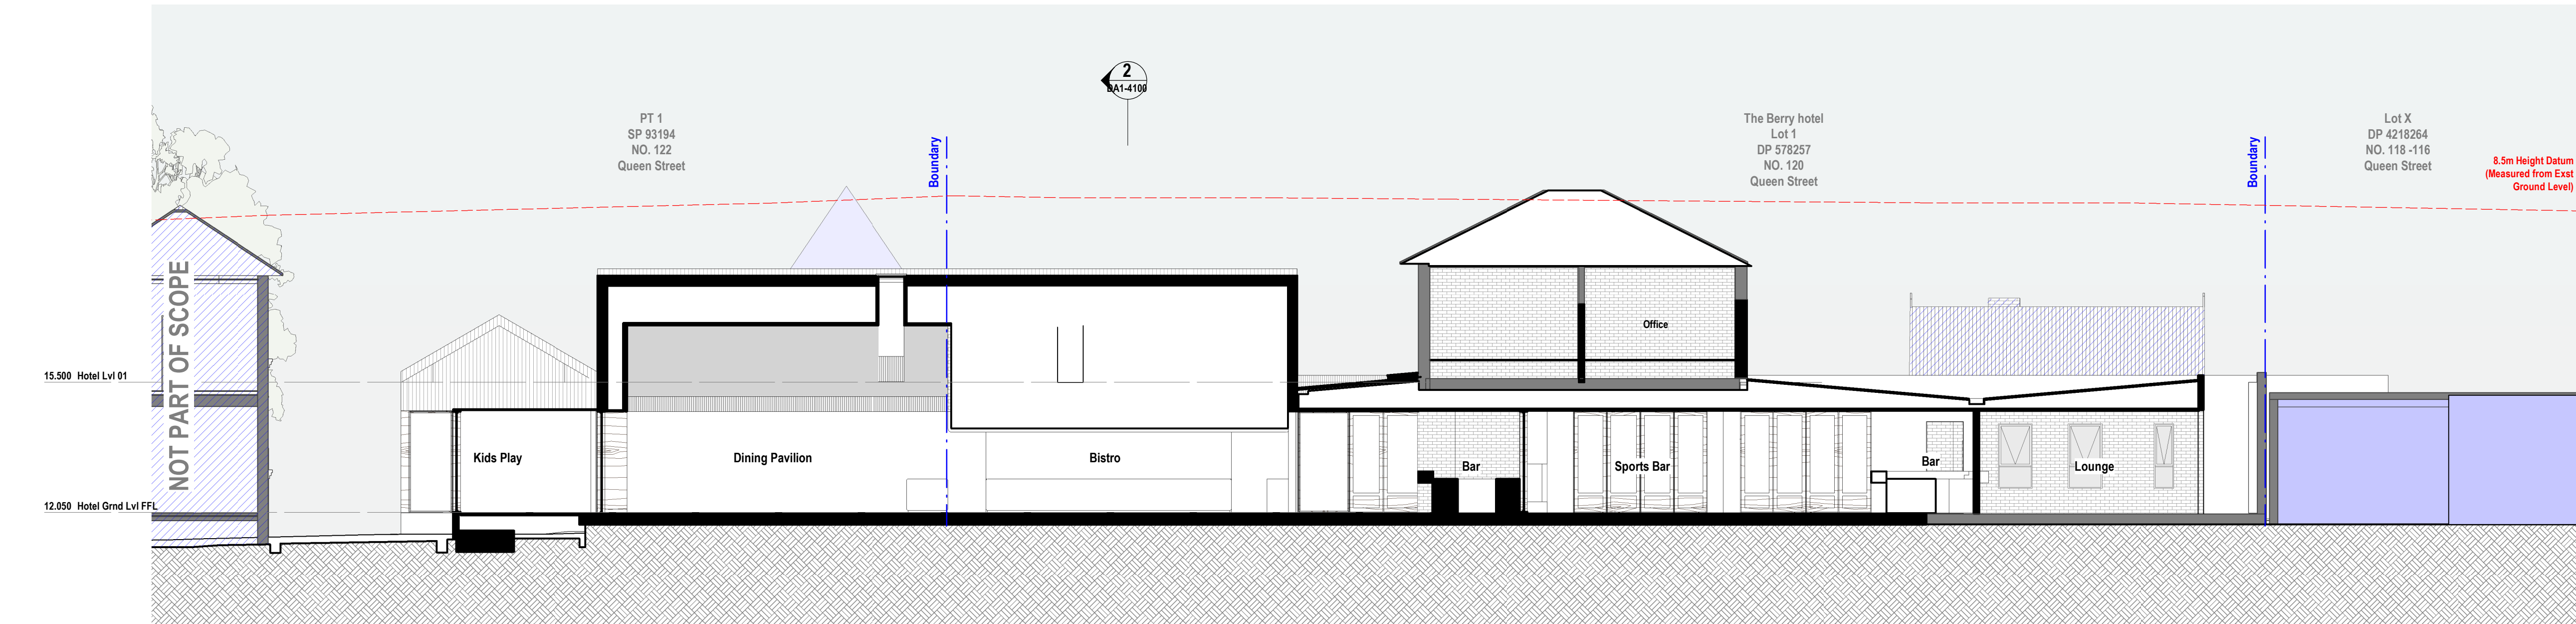 2
DA1-4100
PT 1
SP 93194
NO. 122
Queen Street
Boundary
The Berry hotel
Lot 1
DP 578257
NO. 120
Queen Street
Boundary
Lot X
DP 4218264
NO. 118 -116
Queen Street
8.5m Height Datum
(Measured from Exst
Ground Level)
NOT PART OF SCOPE
Office
15.500 Hotel Lvl 01
Kids Play
Dining Pavilion
Bistro
Bar
Sports Bar
Bar
Lounge
12.050 Hotel Grnd Lvl FFL